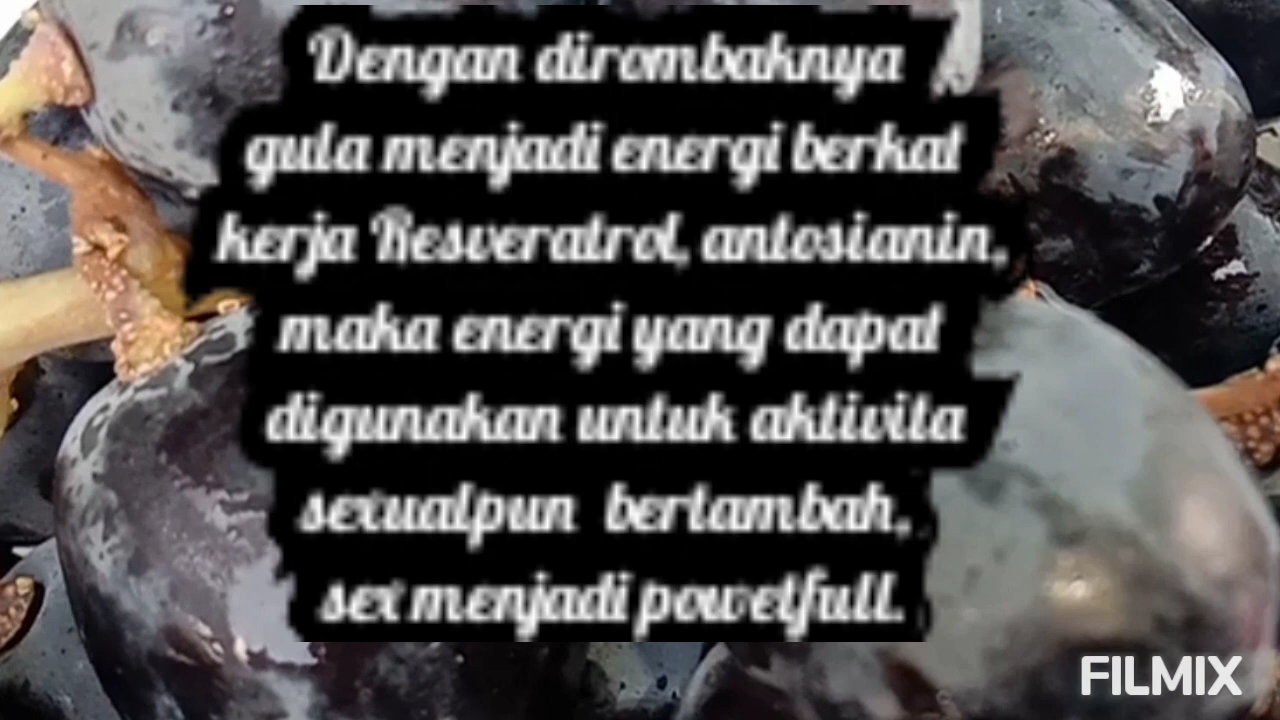 Dengan dirombaknya
gula menjadi energi berkat
kerja Resveratrol, antosianin,
maka energi yang dapat
digunakan untuk aktivita
sexualpun bertambah,
sex menjadi powetfull.
FILMIX